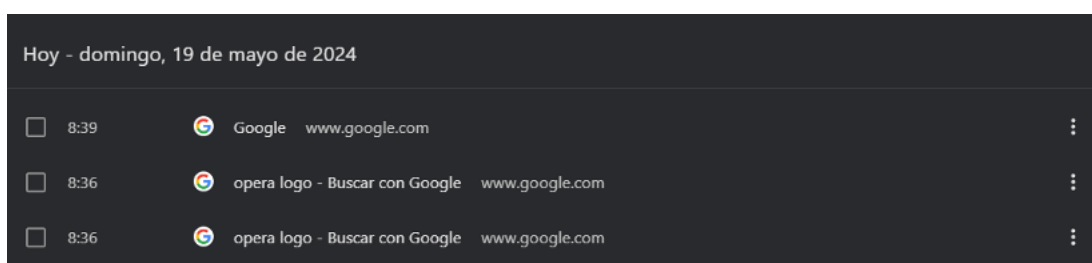 Hoy - domingo, 19 de mayo de 2024
8:39 Google www.google.com
8:36 opera logo - Buscar con Google www.google.com
8:36 opera logo - Buscar con Google www.google.com